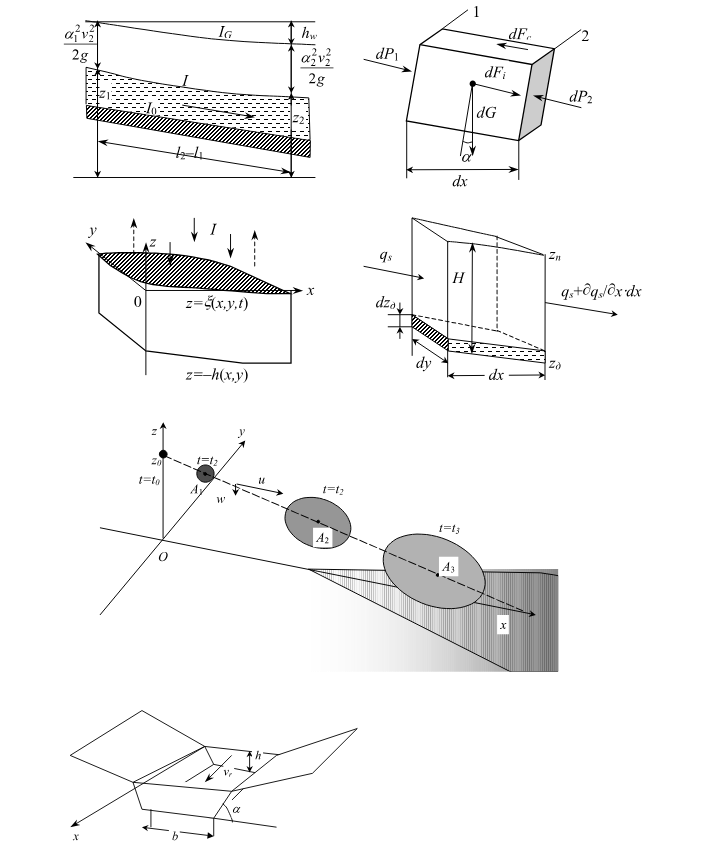 α₁²v₂²
2g
I_G
h_w
α₂²v₂²
2g
I
z₁
I₀
z₂
l₂–l₁
1
dF_c
2
dP₁
dF_i
dG
dP₂
α
dx
y
z
I
0
x
z=ξ(x,y,t)
z=–h(x,y)
q_s
z_n
H
q_s+∂q_s/∂x·dx
dz_∂
z_∂
dy
dx
z
y
z₀
t=t₂
t=t₀
A₁
u
w
t=t₂
A₂
t=t₃
A₃
O
x
h
v_r
α
x
b